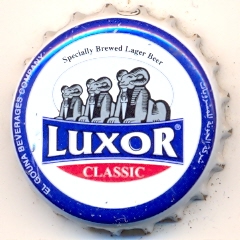 Specially Brewed Lager Beer
LUXOR®
CLASSIC
EL GOUNA BEVERAGES COMPANY